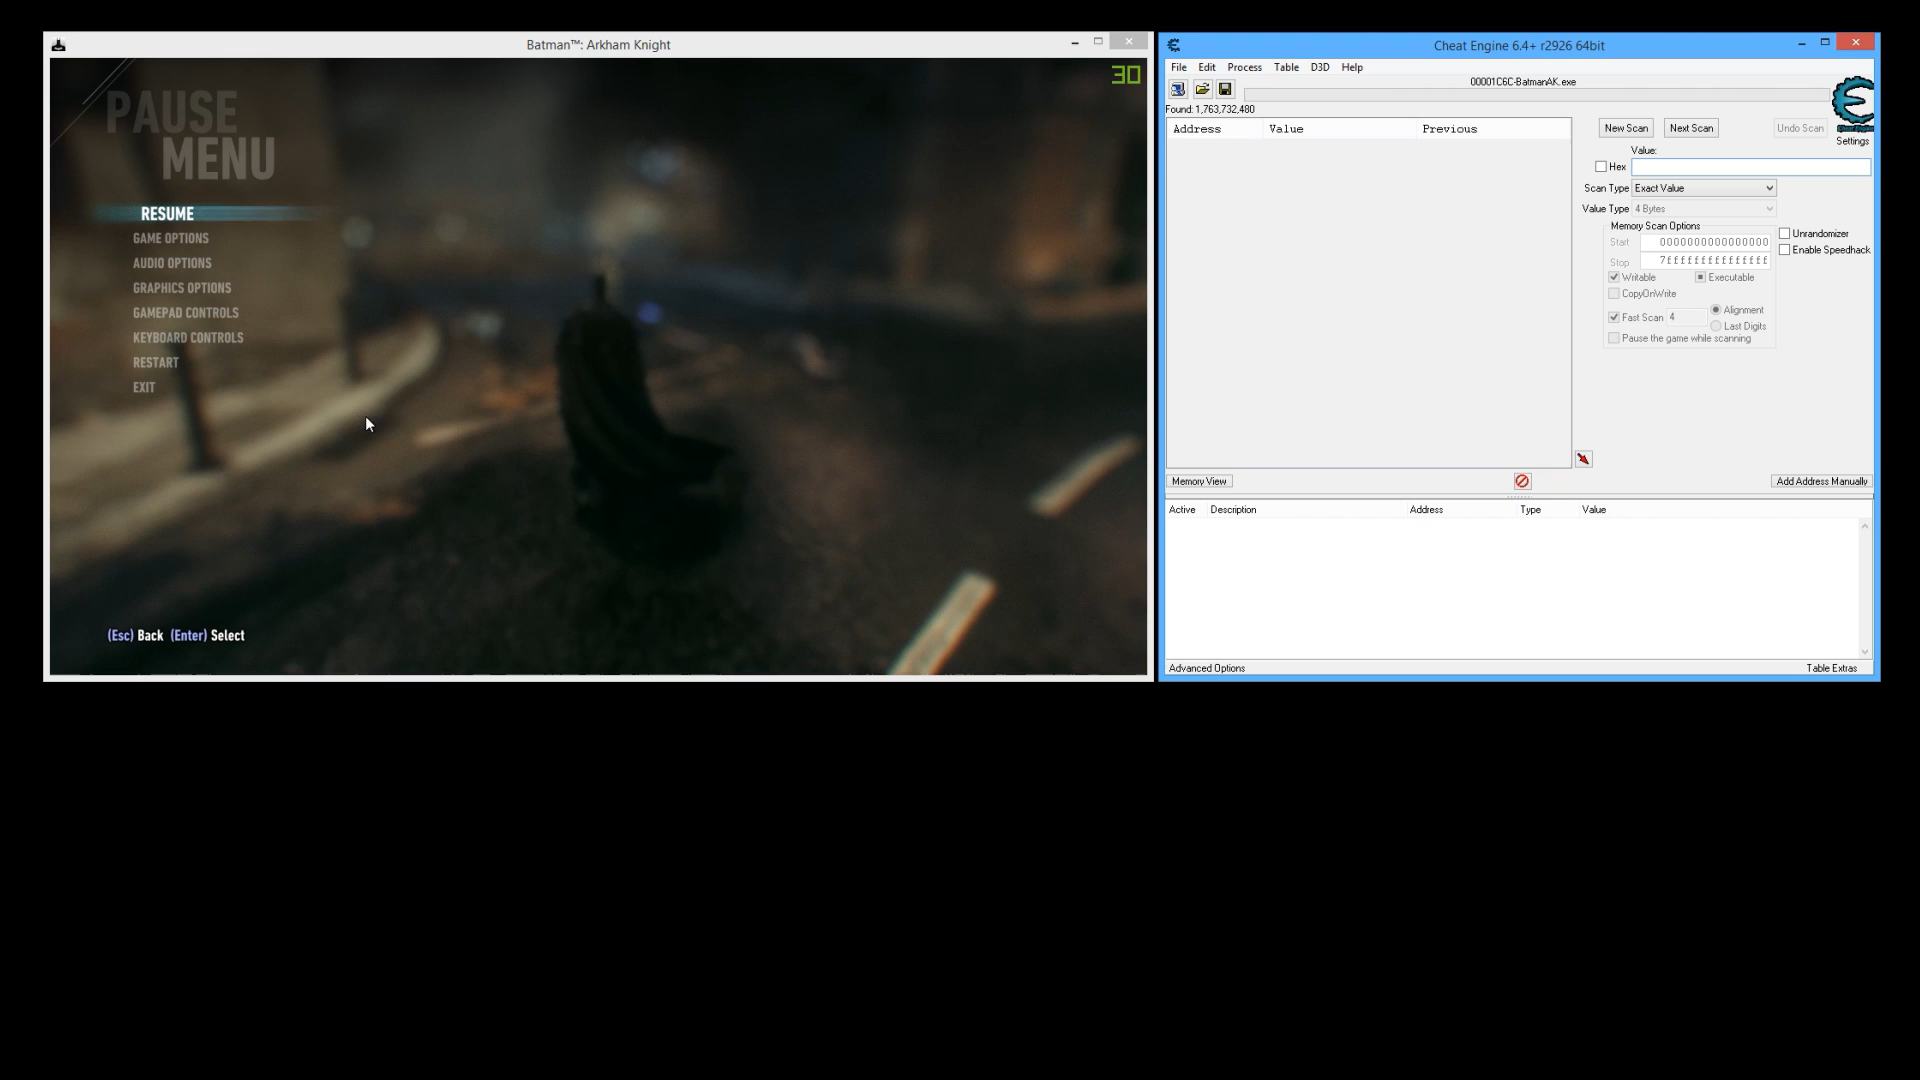 Batman™: Arkham Knight
30
PAUSE
MENU
RESUME
GAME OPTIONS
AUDIO OPTIONS
GRAPHICS OPTIONS
GAMEPAD CONTROLS
KEYBOARD CONTROLS
RESTART
EXIT
(Esc) Back (Enter) Select
Cheat Engine 6.4+ r2926 64bit
File Edit Process Table D3D Help
00001C6C-BatmanAK.exe
Found: 1,763,732,480
Address Value Previous
New Scan Next Scan Undo Scan
Settings
Value:
Hex
Scan Type Exact Value
Value Type 4 Bytes
Memory Scan Options
Start 0000000000000000
Stop 7fffffffffffffff
Unrandomizer
Enable Speedhack
Writable Executable
CopyOnWrite
Fast Scan 4 Alignment
Last Digits
Pause the game while scanning
Memory View Add Address Manually
Active Description Address Type Value
Advanced Options Table Extras